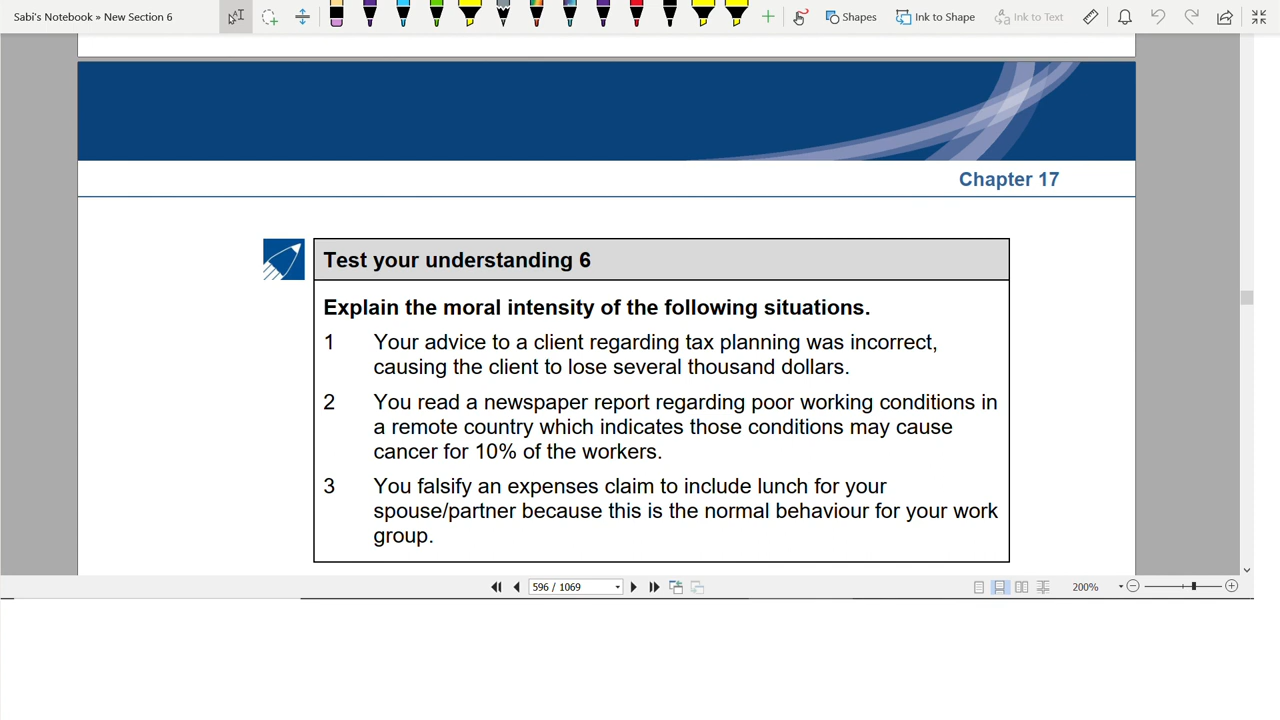 Sabi's Notebook » New Section 6
Shapes
Ink to Shape
Ink to Text
Chapter 17
Test your understanding 6
Explain the moral intensity of the following situations.
1 Your advice to a client regarding tax planning was incorrect,
causing the client to lose several thousand dollars.
2 You read a newspaper report regarding poor working conditions in
a remote country which indicates those conditions may cause
cancer for 10% of the workers.
3 You falsify an expenses claim to include lunch for your
spouse/partner because this is the normal behaviour for your work
group.
596 / 1069
200%